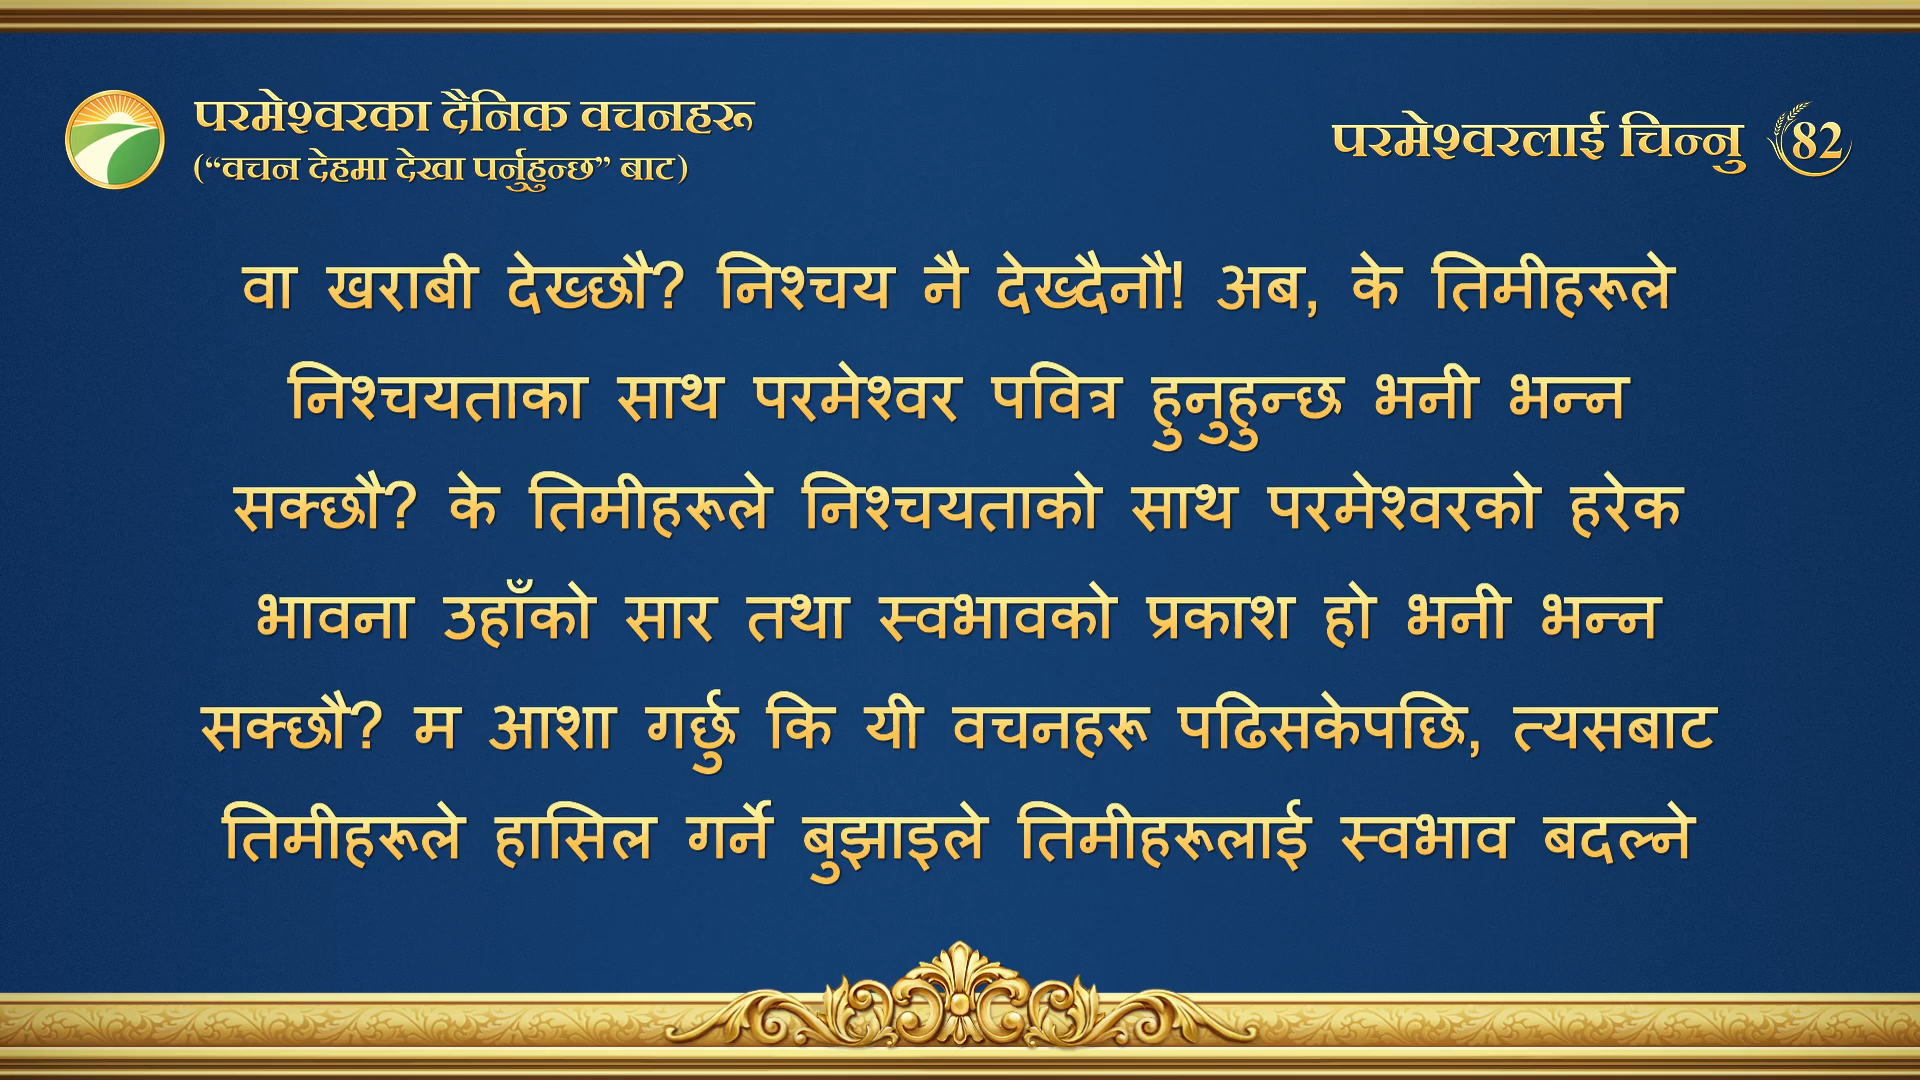 परमेश्वरका दैनिक वचनहरू
(“वचन देहमा देखा पर्नुहुन्छ” बाट)
परमेश्वरलाई चिन्नु 82
वा खराबी देख्छौ? निश्चय नै देख्दैनौ! अब, के तिमीहरूले
निश्चयताका साथ परमेश्वर पवित्र हुनुहुन्छ भनी भन्न
सक्छौ? के तिमीहरूले निश्चयताको साथ परमेश्वरको हरेक
भावना उहाँको सार तथा स्वभावको प्रकाश हो भनी भन्न
सक्छौ? म आशा गर्छु कि यी वचनहरू पढिसकेपछि, त्यसबाट
तिमीहरूले हासिल गर्ने बुझाइले तिमीहरूलाई स्वभाव बदल्ने